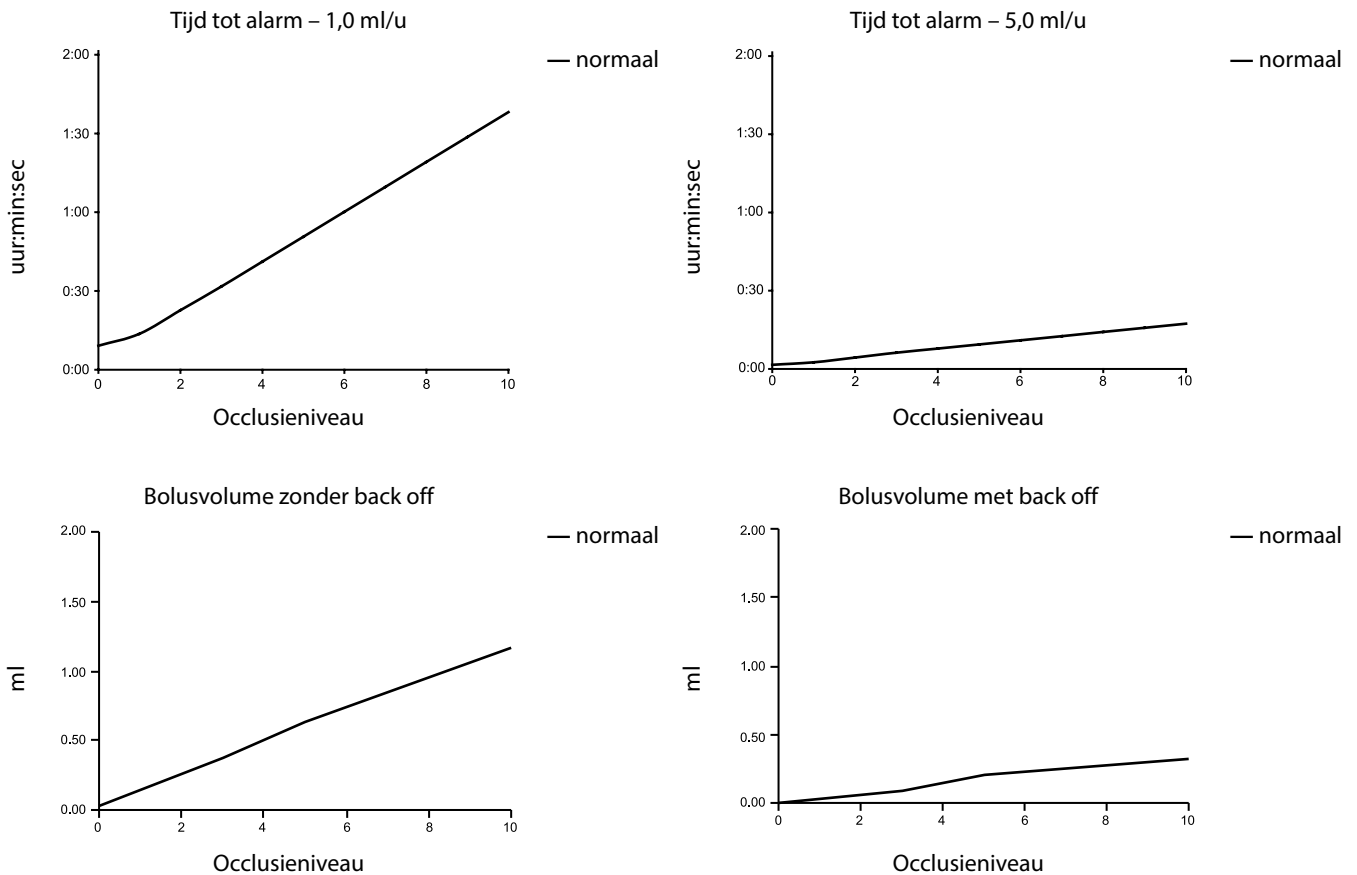 Tijd tot alarm – 1,0 ml/u
— normaal
2:00
1:30
1:00
0:30
0:00
uur:min:sec
0 2 4 6 8 10
Occlusieniveau
Tijd tot alarm – 5,0 ml/u
— normaal
2:00
1:30
1:00
0:30
0:00
uur:min:sec
0 2 4 6 8 10
Occlusieniveau
Bolusvolume zonder back off
— normaal
2.00
1.50
1.00
0.50
0.00
ml
0 2 4 6 8 10
Occlusieniveau
Bolusvolume met back off
— normaal
2.00
1.50
1.00
0.50
0.00
ml
0 2 4 6 8 10
Occlusieniveau